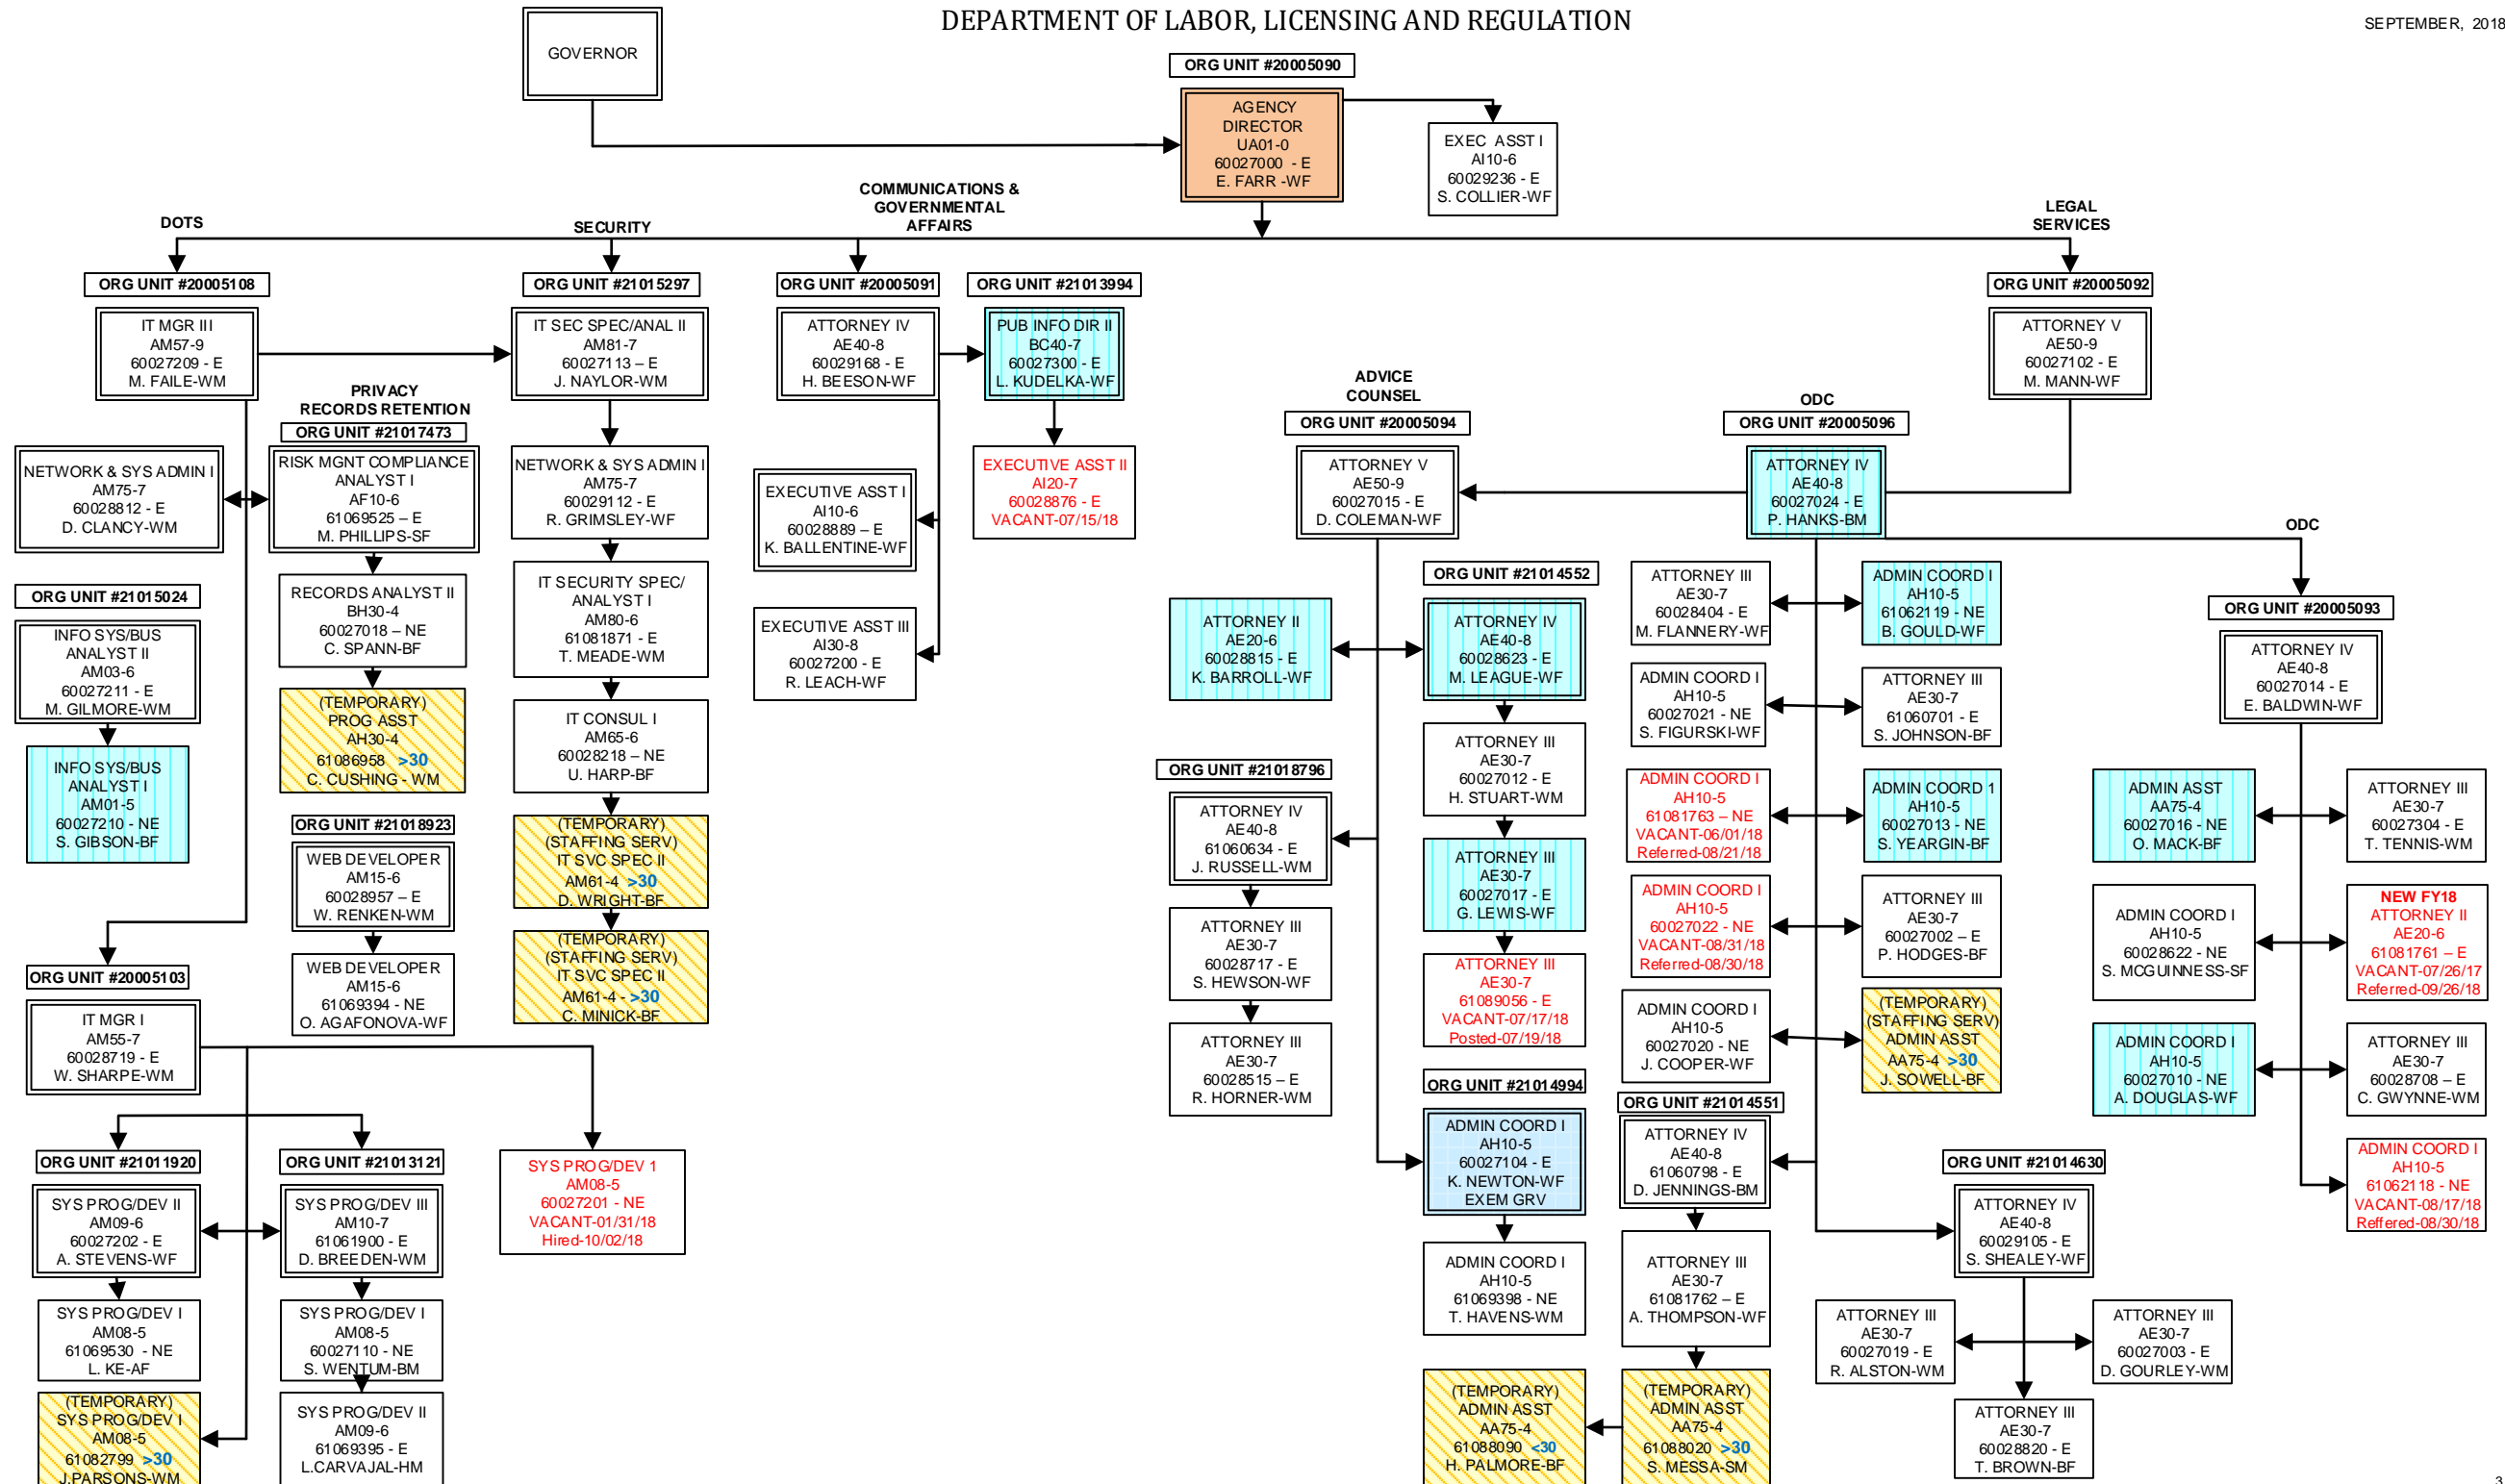 DEPARTMENT OF LABOR, LICENSING AND REGULATION
SEPTEMBER, 2018
GOVERNOR
ORG UNIT #20005090
AGENCY
DIRECTOR
UA01-0
60027000 - E
E. FARR -WF
EXEC ASST I
AI10-6
60029236 - E
S. COLLIER-WF
DOTS
SECURITY
COMMUNICATIONS &
GOVERNMENTAL
AFFAIRS
LEGAL
SERVICES
ORG UNIT #20005108
IT MGR III
AM57-9
60027209 - E
M. FAILE-WM
ORG UNIT #21015297
IT SEC SPEC/ANAL II
AM81-7
60027113 – E
J. NAYLOR-WM
ORG UNIT #20005091
ATTORNEY IV
AE40-8
60029168 - E
H. BEESON-WF
ORG UNIT #21013994
PUB INFO DIR II
BC40-7
60027300 - E
L. KUDELKA-WF
ORG UNIT #20005092
ATTORNEY V
AE50-9
60027102 - E
M. MANN-WF
PRIVACY
RECORDS RETENTION
ORG UNIT #21017473
RISK MGNT COMPLIANCE
ANALYST I
AF10-6
61069525 – E
M. PHILLIPS-SF
NETWORK & SYS ADMIN I
AM75-7
60028812 - E
D. CLANCY-WM
RECORDS ANALYST II
BH30-4
60027018 – NE
C. SPANN-BF
(TEMPORARY)
PROG ASST
AH30-4
61086958 >30
C. CUSHING - WM
ORG UNIT #21015024
INFO SYS/BUS
ANALYST II
AM03-6
60027211 - E
M. GILMORE-WM
INFO SYS/BUS
ANALYST I
AM01-5
60027210 - NE
S. GIBSON-BF
ORG UNIT #21018923
WEB DEVELOPER
AM15-6
60028957 – E
W. RENKEN-WM
WEB DEVELOPER
AM15-6
61069394 - NE
O. AGAFONOVA-WF
NETWORK & SYS ADMIN I
AM75-7
60029112 - E
R. GRIMSLEY-WF
IT SECURITY SPEC/
ANALYST I
AM80-6
61081871 - E
T. MEADE-WM
IT CONSUL I
AM65-6
60028218 – NE
U. HARP-BF
(TEMPORARY)
(STAFFING SERV)
IT SVC SPEC II
AM61-4 >30
D. WRIGHT-BF
(TEMPORARY)
(STAFFING SERV)
IT SVC SPEC II
AM61-4 - >30
C. MINICK-BF
EXECUTIVE ASST I
AI10-6
60028889 – E
K. BALLENTINE-WF
EXECUTIVE ASST III
AI30-8
60027200 - E
R. LEACH-WF
EXECUTIVE ASST II
AI20-7
60028876 - E
VACANT-07/15/18
ORG UNIT #20005103
IT MGR I
AM55-7
60028719 - E
W. SHARPE-WM
ORG UNIT #21011920
SYS PROG/DEV II
AM09-6
60027202 - E
A. STEVENS-WF
SYS PROG/DEV I
AM08-5
61069530 - NE
L. KE-AF
(TEMPORARY)
SYS PROG/DEV I
AM08-5
61082799 >30
J.PARSONS-WM
ORG UNIT #21013121
SYS PROG/DEV III
AM10-7
61061900 - E
D. BREEDEN-WM
SYS PROG/DEV I
AM08-5
60027110 - NE
S. WENTUM-BM
SYS PROG/DEV II
AM09-6
61069395 - E
L.CARVAJAL-HM
SYS PROG/DEV 1
AM08-5
60027201 - NE
VACANT-01/31/18
Hired-10/02/18
ADVICE
COUNSEL
ORG UNIT #20005094
ATTORNEY V
AE50-9
60027015 - E
D. COLEMAN-WF
ODC
ORG UNIT #20005096
ATTORNEY IV
AE40-8
60027024 - E
P. HANKS-BM
ATTORNEY II
AE20-6
60028815 - E
K. BARROLL-WF
ORG UNIT #21014552
ATTORNEY IV
AE40-8
60028623 - E
M. LEAGUE-WF
ATTORNEY III
AE30-7
60027012 - E
H. STUART-WM
ATTORNEY III
AE30-7
60027017 - E
G. LEWIS-WF
ATTORNEY III
AE30-7
61089056 - E
VACANT-07/17/18
Posted-07/19/18
ORG UNIT #21018796
ATTORNEY IV
AE40-8
61060634 - E
J. RUSSELL-WM
ATTORNEY III
AE30-7
60028717 - E
S. HEWSON-WF
ATTORNEY III
AE30-7
60028515 – E
R. HORNER-WM
ORG UNIT #21014994
ADMIN COORD I
AH10-5
60027104 - E
K. NEWTON-WF
EXEM GRV
ADMIN COORD I
AH10-5
61069398 - NE
T. HAVENS-WM
(TEMPORARY)
ADMIN ASST
AA75-4
61088090 <30
H. PALMORE-BF
ATTORNEY III
AE30-7
60028404 - E
M. FLANNERY-WF
ADMIN COORD I
AH10-5
61062119 - NE
B. GOULD-WF
ADMIN COORD I
AH10-5
60027021 - NE
S. FIGURSKI-WF
ATTORNEY III
AE30-7
61060701 - E
S. JOHNSON-BF
ADMIN COORD I
AH10-5
61081763 – NE
VACANT-06/01/18
Referred-08/21/18
ADMIN COORD 1
AH10-5
60027013 - NE
S. YEARGIN-BF
ADMIN COORD I
AH10-5
60027022 - NE
VACANT-08/31/18
Referred-08/30/18
ATTORNEY III
AE30-7
60027002 – E
P. HODGES-BF
ADMIN COORD I
AH10-5
60027020 - NE
J. COOPER-WF
(TEMPORARY)
(STAFFING SERV)
ADMIN ASST
AA75-4 >30
J. SOWELL-BF
ORG UNIT #21014551
ATTORNEY IV
AE40-8
61060798 - E
D. JENNINGS-BM
ATTORNEY III
AE30-7
61081762 – E
A. THOMPSON-WF
(TEMPORARY)
ADMIN ASST
AA75-4
61088020 >30
S. MESSA-SM
ORG UNIT #21014630
ATTORNEY IV
AE40-8
60029105 - E
S. SHEALEY-WF
ATTORNEY III
AE30-7
60027019 - E
R. ALSTON-WM
ATTORNEY III
AE30-7
60027003 - E
D. GOURLEY-WM
ATTORNEY III
AE30-7
60028820 - E
T. BROWN-BF
ODC
ORG UNIT #20005093
ATTORNEY IV
AE40-8
60027014 - E
E. BALDWIN-WF
ADMIN ASST
AA75-4
60027016 - NE
O. MACK-BF
ATTORNEY III
AE30-7
60027304 - E
T. TENNIS-WM
ADMIN COORD I
AH10-5
60028622 - NE
S. MCGUINNESS-SF
NEW FY18
ATTORNEY II
AE20-6
61081761 – E
VACANT-07/26/17
Referred-09/26/18
ADMIN COORD I
AH10-5
60027010 - NE
A. DOUGLAS-WF
ATTORNEY III
AE30-7
60028708 – E
C. GWYNNE-WM
ADMIN COORD I
AH10-5
61062118 - NE
VACANT-08/17/18
Reffered-08/30/18
3